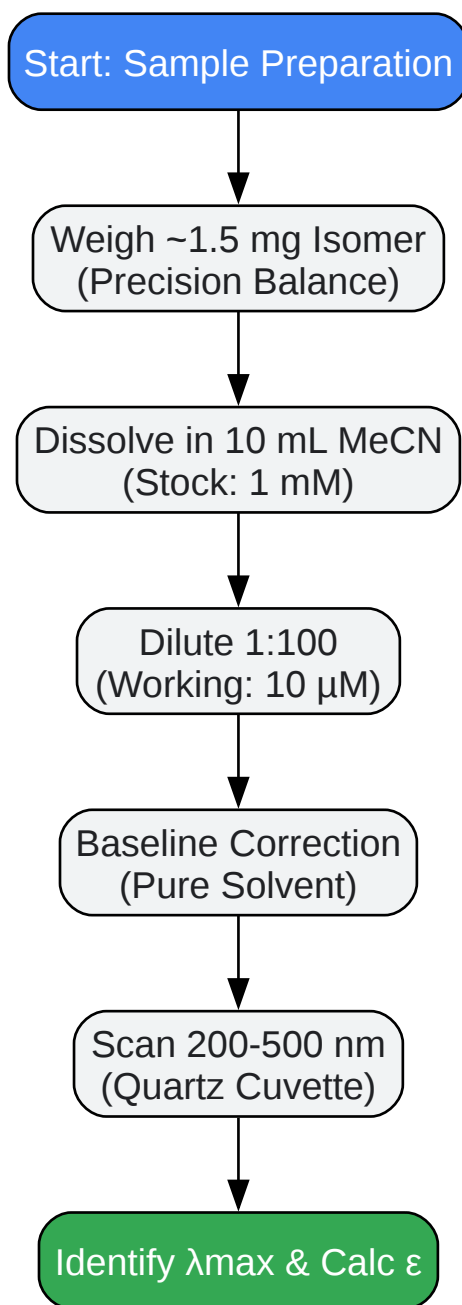 Start: Sample Preparation
Weigh ~1.5 mg Isomer
(Precision Balance)
Dissolve in 10 mL MeCN
(Stock: 1 mM)
Dilute 1:100
(Working: 10 µM)
Baseline Correction
(Pure Solvent)
Scan 200-500 nm
(Quartz Cuvette)
Identify λmax & Calc ε